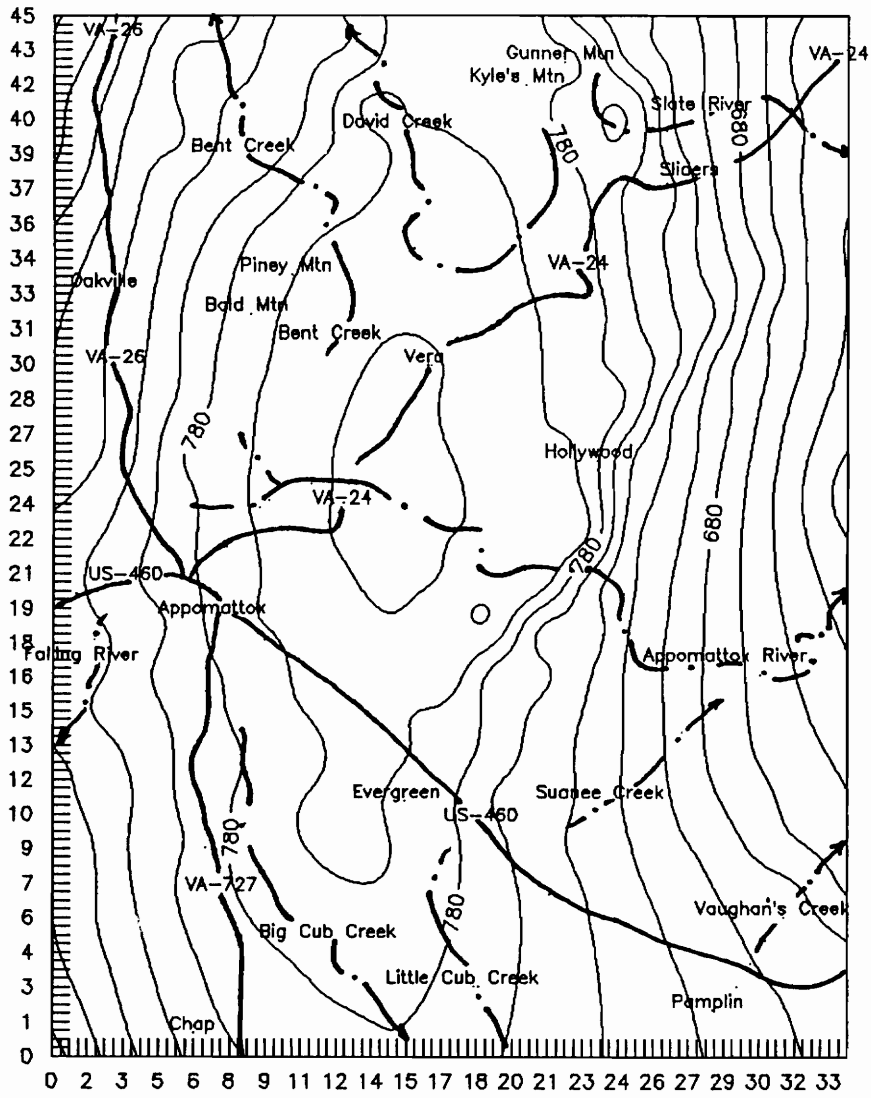 45
VA-26
43
Gunner Mtn
VA-24
42
Kyle's Mtn
40
David Creek
Slate River
680
39
Bent Creek
780
37
Sliders
36
34
Piney Mtn
VA-24
Oakville
33
Bald Mtn
31
Bent Creek
30
VA-26
Vera
28
27
780
25
Hollywood
24
VA-24
22
680
780
21
US-460
19
Appomattox
18
Falling River
Appomattox River
16
15
13
12
Evergreen
Suanee Creek
10
US-460
9
780
7
VA-727
Vaughan's Creek
6
780
Big Cub Creek
4
Little Cub Creek
3
Pamplin
1
Chap
0
0 2 3 5 6 8 9 11 12 14 15 17 18 20 21 23 24 26 27 29 30 32 33